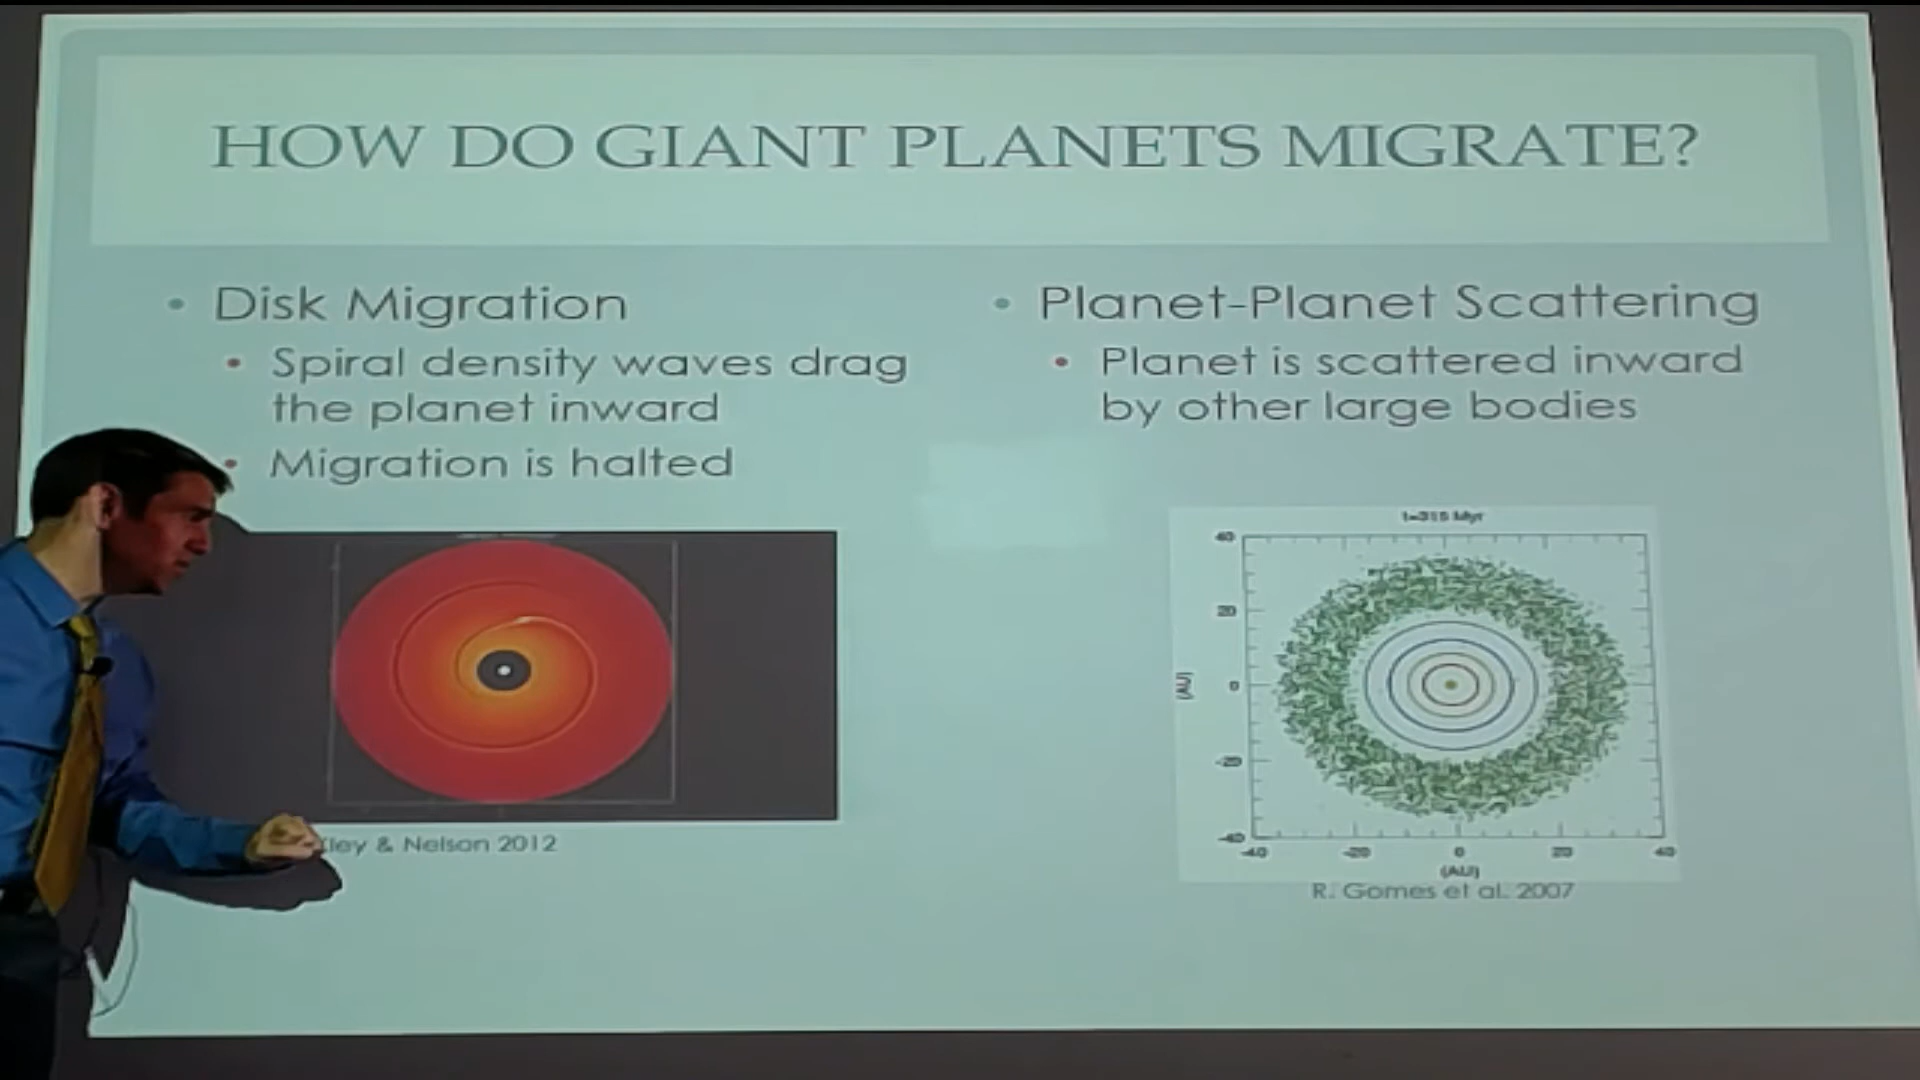 HOW DO GIANT PLANETS MIGRATE?
• Disk Migration
• Spiral density waves drag
the planet inward
• Migration is halted
& Nelson 2012
• Planet-Planet Scattering
• Planet is scattered inward
by other large bodies
t=315 Myr
40
20
0
-20
-40
(AU)
-40 -20 0 20 40
(AU)
R. Gomes et al. 2007